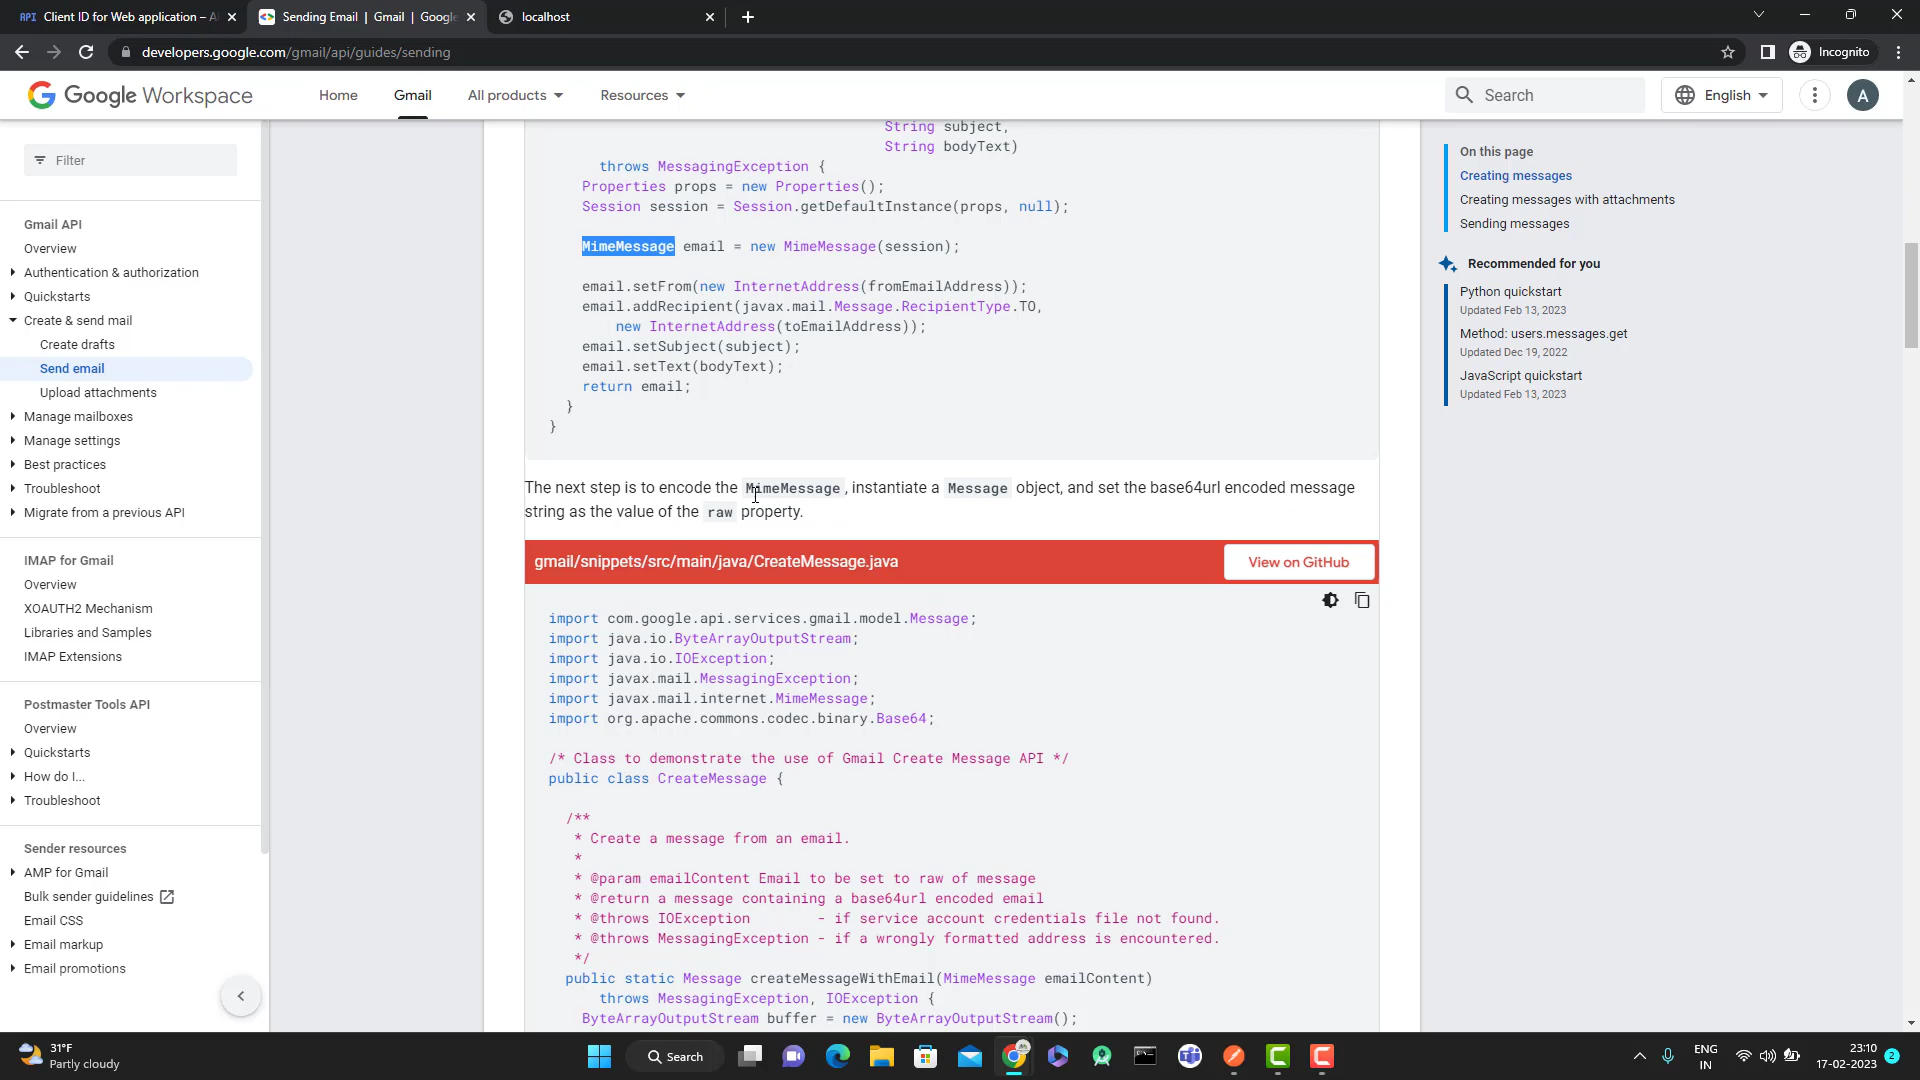 Client ID for Web application – A
Sending Email | Gmail | Google
localhost
developers.google.com/gmail/api/guides/sending
Incognito
Google Workspace
Home
Gmail
All products
Resources
Search
English
A
Filter
Gmail API
Overview
Authentication & authorization
Quickstarts
Create & send mail
Create drafts
Send email
Upload attachments
Manage mailboxes
Manage settings
Best practices
Troubleshoot
Migrate from a previous API
IMAP for Gmail
Overview
XOAUTH2 Mechanism
Libraries and Samples
IMAP Extensions
Postmaster Tools API
Overview
Quickstarts
How do I...
Troubleshoot
Sender resources
AMP for Gmail
Bulk sender guidelines
Email CSS
Email markup
Email promotions
String subject,
String bodyText)
throws MessagingException {
Properties props = new Properties();
Session session = Session.getDefaultInstance(props, null);
MimeMessage email = new MimeMessage(session);
email.setFrom(new InternetAddress(fromEmailAddress));
email.addRecipient(javax.mail.Message.RecipientType.TO,
new InternetAddress(toEmailAddress));
email.setSubject(subject);
email.setText(bodyText);
return email;
}
}
The next step is to encode the MimeMessage, instantiate a Message object, and set the base64url encoded message
string as the value of the raw property.
gmail/snippets/src/main/java/CreateMessage.java
View on GitHub
import com.google.api.services.gmail.model.Message;
import java.io.ByteArrayOutputStream;
import java.io.IOException;
import javax.mail.MessagingException;
import javax.mail.internet.MimeMessage;
import org.apache.commons.codec.binary.Base64;
/* Class to demonstrate the use of Gmail Create Message API */
public class CreateMessage {
/**
* Create a message from an email.
*
* @param emailContent Email to be set to raw of message
* @return a message containing a base64url encoded email
* @throws IOException - if service account credentials file not found.
* @throws MessagingException - if a wrongly formatted address is encountered.
*/
public static Message createMessageWithEmail(MimeMessage emailContent)
throws MessagingException, IOException {
ByteArrayOutputStream buffer = new ByteArrayOutputStream();
On this page
Creating messages
Creating messages with attachments
Sending messages
Recommended for you
Python quickstart
Updated Feb 13, 2023
Method: users.messages.get
Updated Dec 19, 2022
JavaScript quickstart
Updated Feb 13, 2023
31°F
Partly cloudy
Search
ENG
IN
23:10
17-02-2023
2